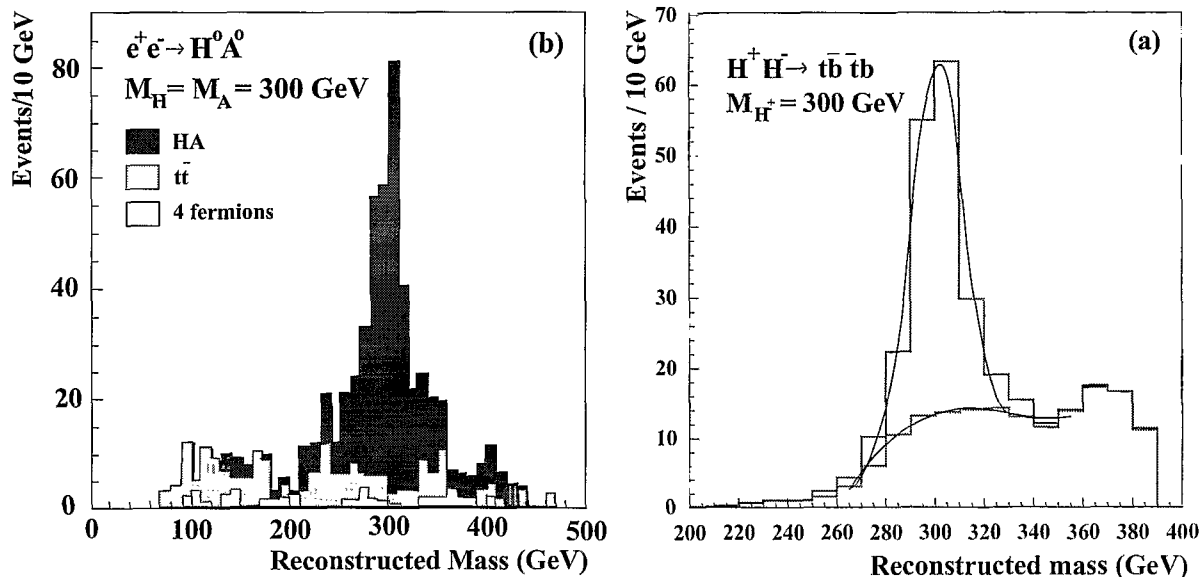 (b)
e⁺e⁻→ H⁰A⁰
M_H = M_A = 300 GeV
HA
tt̄
4 fermions
Events/10 GeV
80
60
40
20
0
0 100 200 300 400 500
Reconstructed Mass (GeV)
(a)
H⁺H⁻→ tb̄ t̄b
M_H⁺ = 300 GeV
Events / 10 GeV
70
60
50
40
30
20
10
0
200 220 240 260 280 300 320 340 360 380 400
Reconstructed mass (GeV)